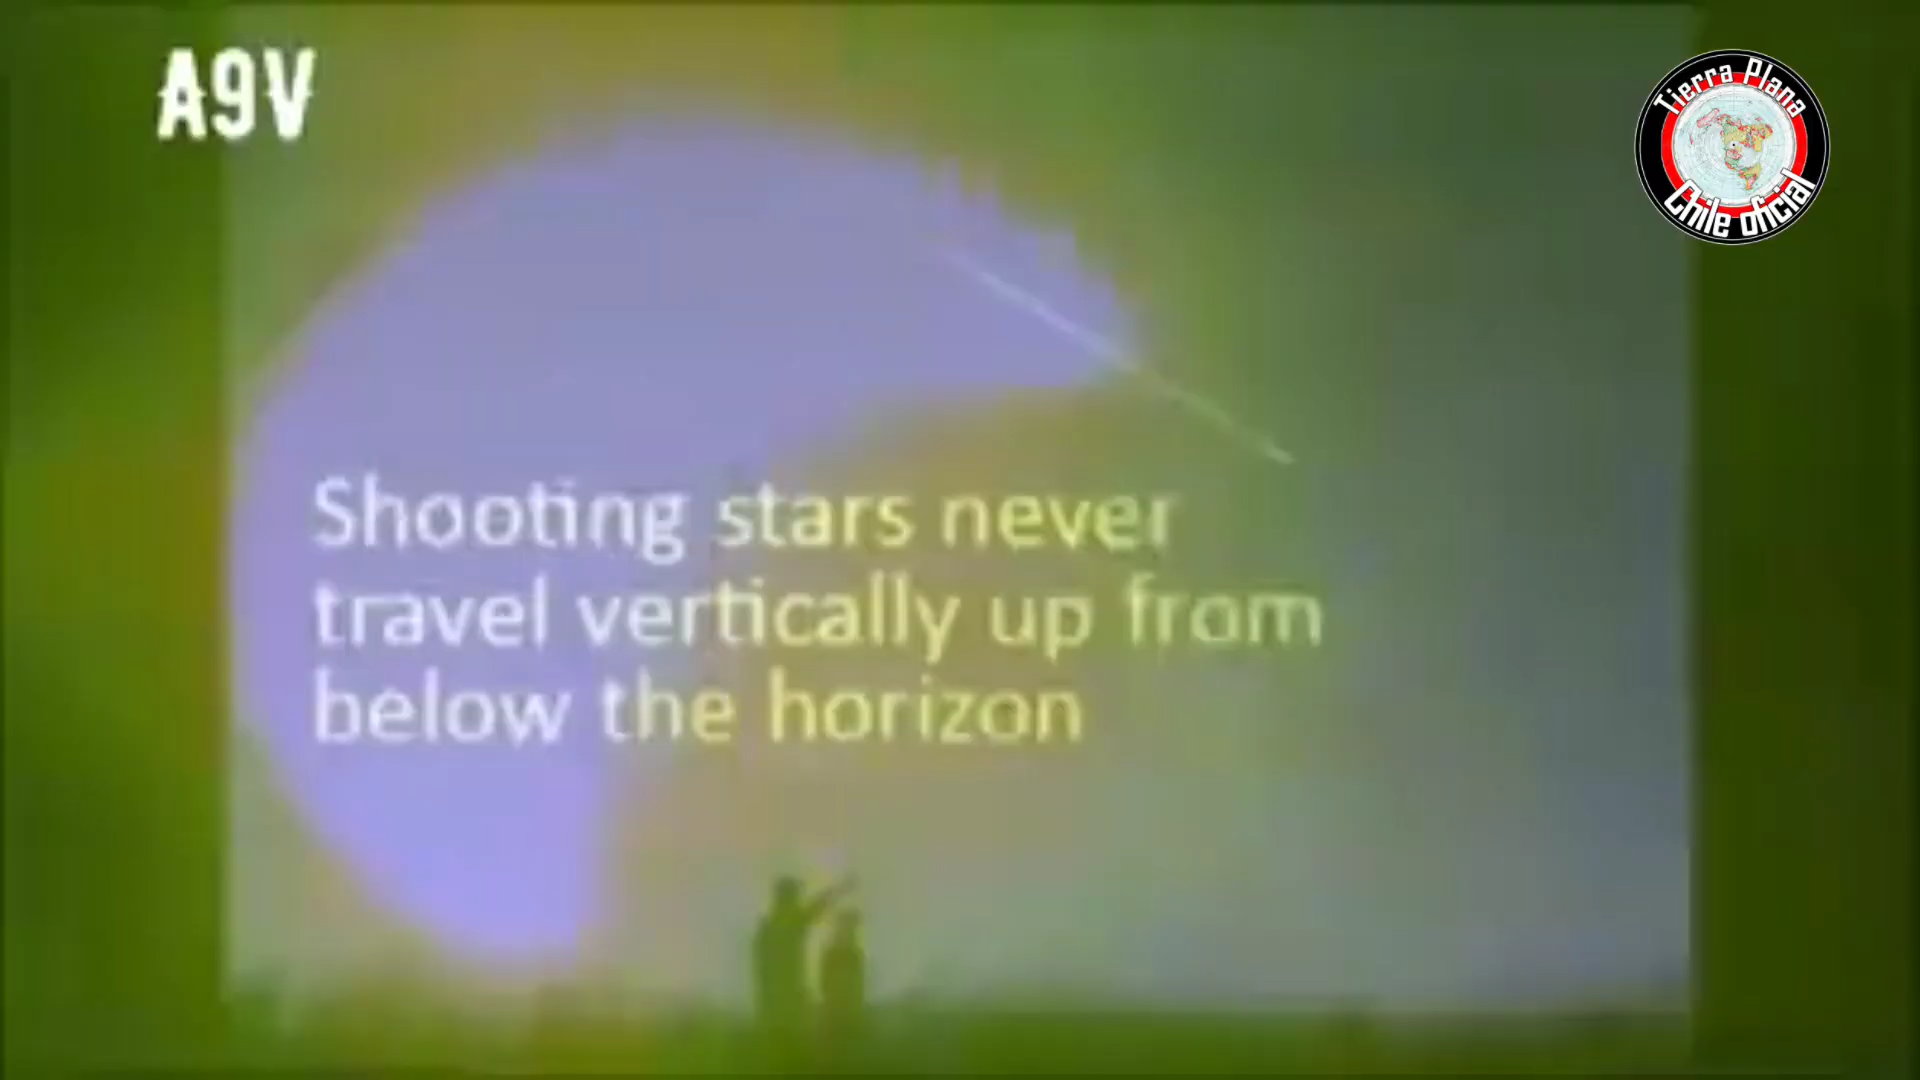 A9V
Tierra Plana
Chile oficial
Shooting stars never
travel vertically up from
below the horizon